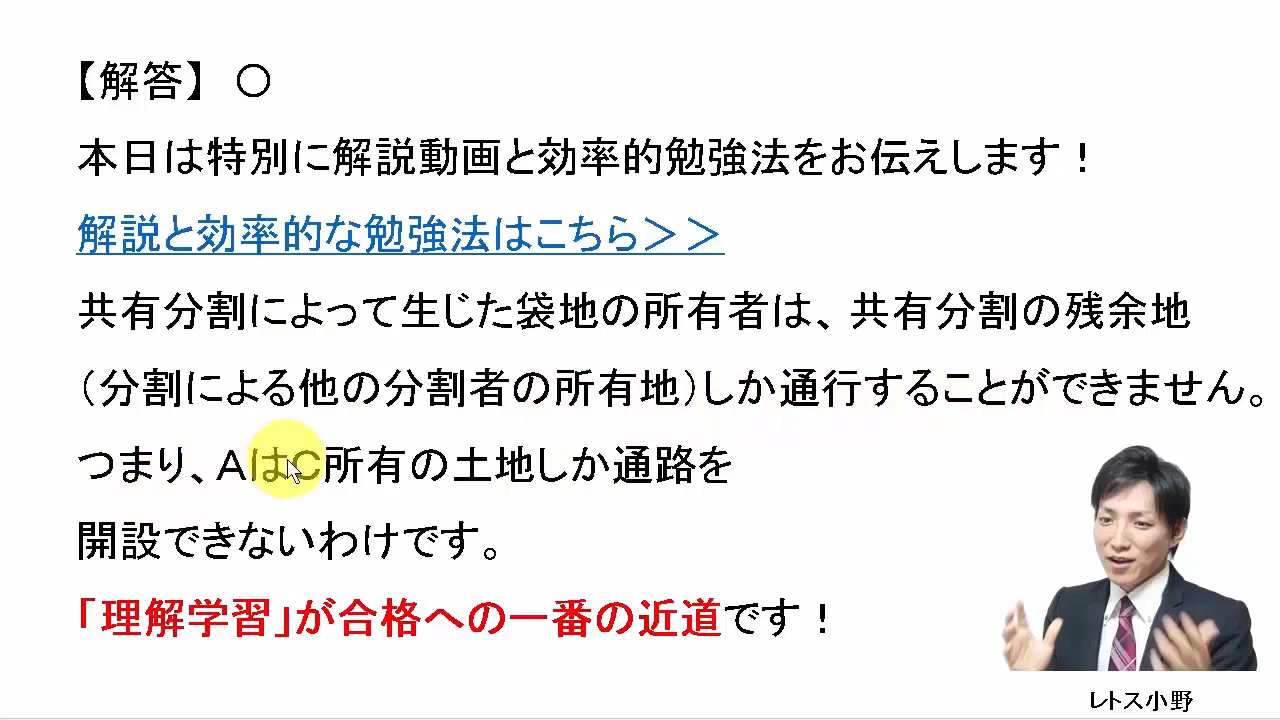 【解答】 ○
本日は特別に解説動画と効率的勉強法をお伝えします！
解説と効率的な勉強法はこちら＞＞
共有分割によって生じた袋地の所有者は、共有分割の残余地
（分割による他の分割者の所有地）しか通行することができません。
つまり、ＡはＣ所有の土地しか通路を
開設できないわけです。
「理解学習」が合格への一番の近道です！
レトス小野